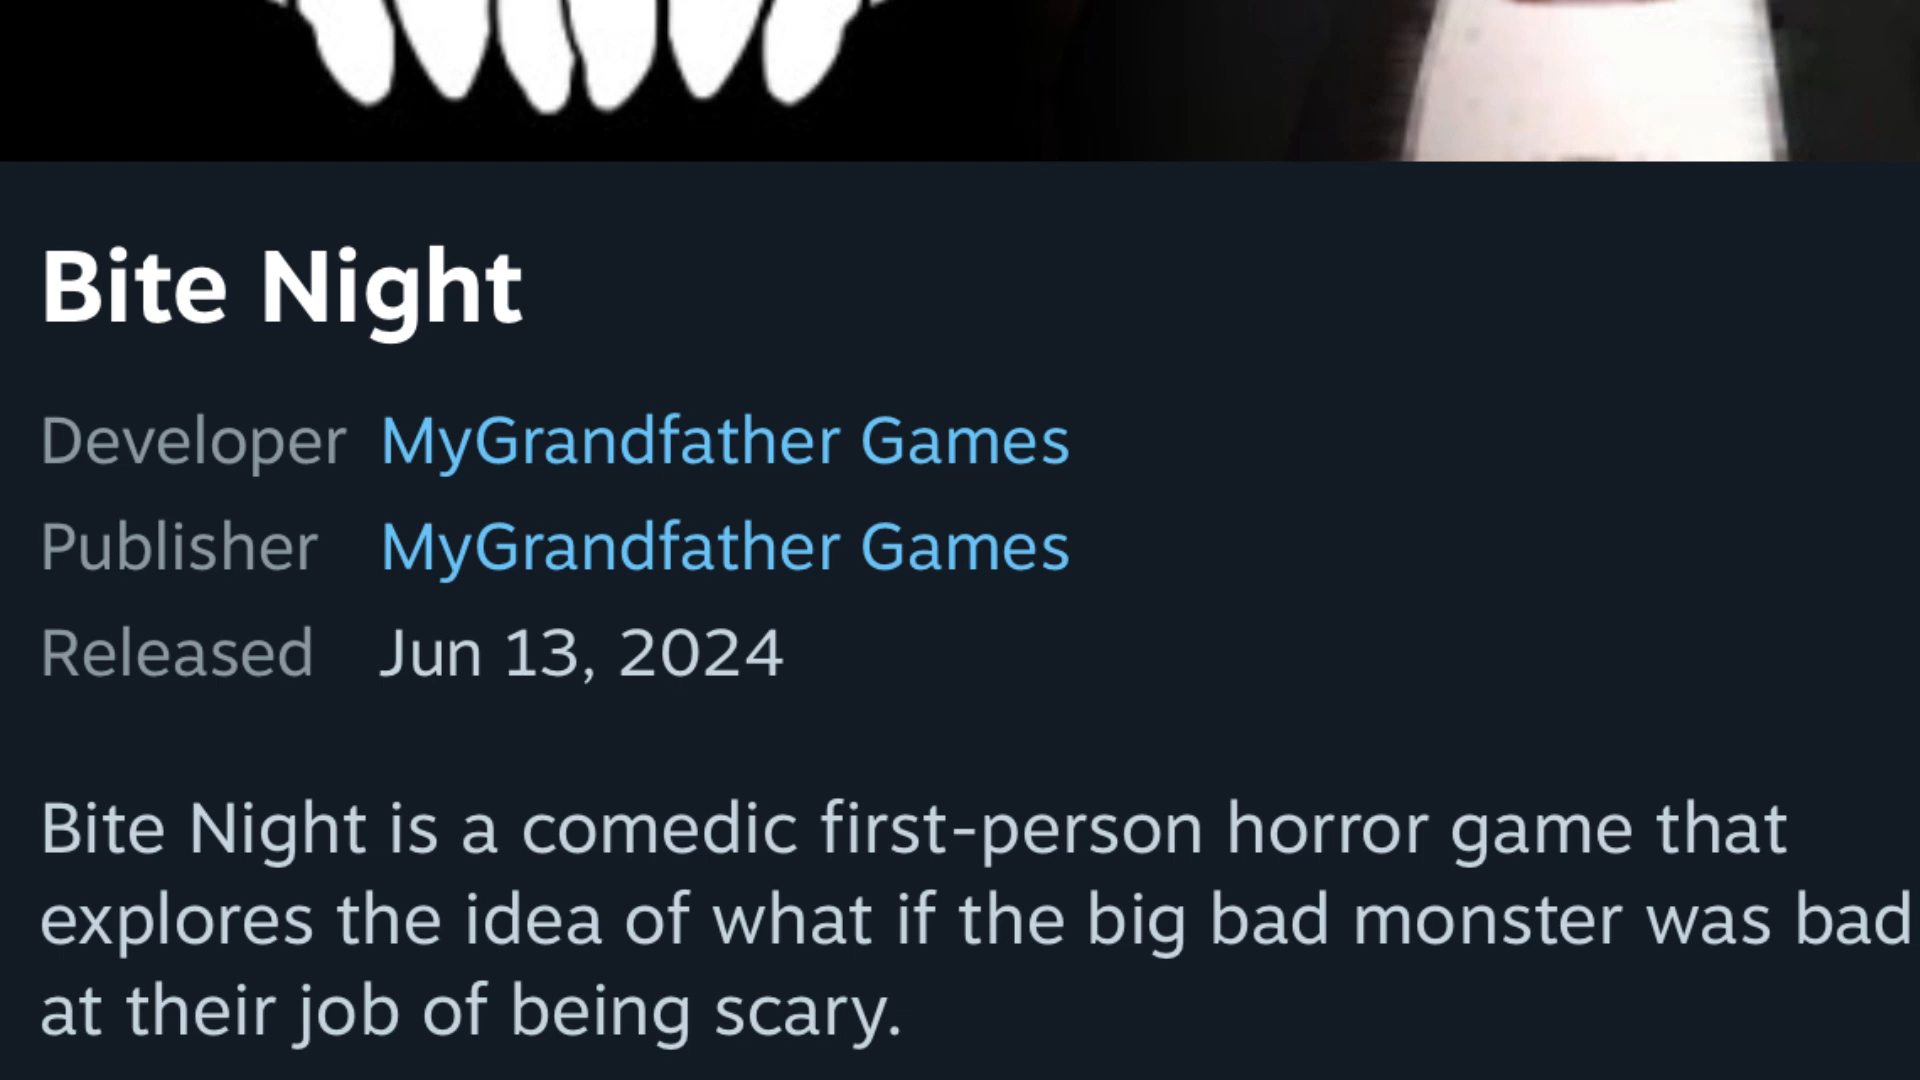 Bite Night
Developer MyGrandfather Games
Publisher MyGrandfather Games
Released Jun 13, 2024
Bite Night is a comedic first-person horror game that
explores the idea of what if the big bad monster was bad
at their job of being scary.